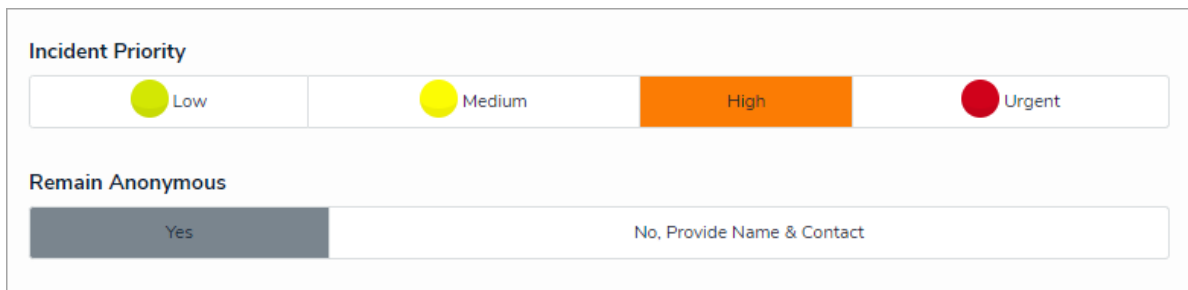 Incident Priority
Low Medium High Urgent
Remain Anonymous
Yes No, Provide Name & Contact